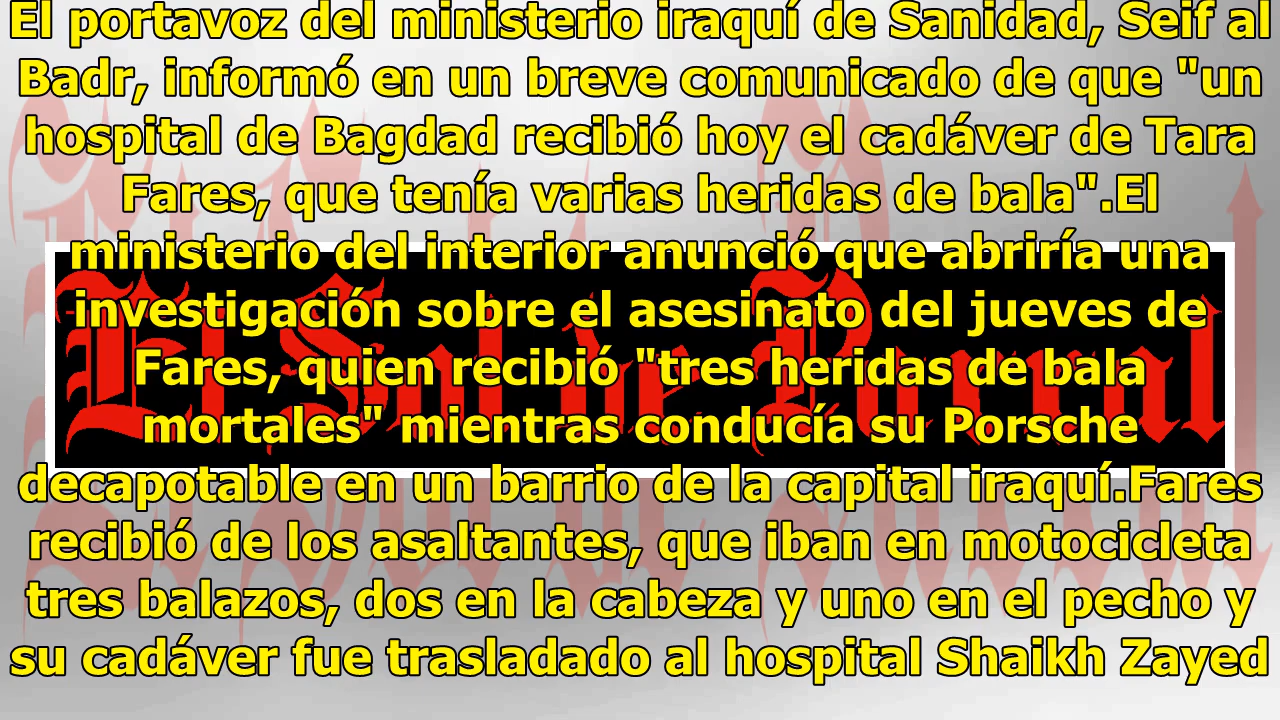 El portavoz del ministerio iraquí de Sanidad, Seif al
Badr, informó en un breve comunicado de que "un
hospital de Bagdad recibió hoy el cadáver de Tara
Fares, que tenía varias heridas de bala".El
ministerio del interior anunció que abriría una
investigación sobre el asesinato del jueves de
Fares, quien recibió "tres heridas de bala
mortales" mientras conducía su Porsche
decapotable en un barrio de la capital iraquí.Fares
recibió de los asaltantes, que iban en motocicleta
tres balazos, dos en la cabeza y uno en el pecho y
su cadáver fue trasladado al hospital Shaikh Zayed
El Sol de Parral